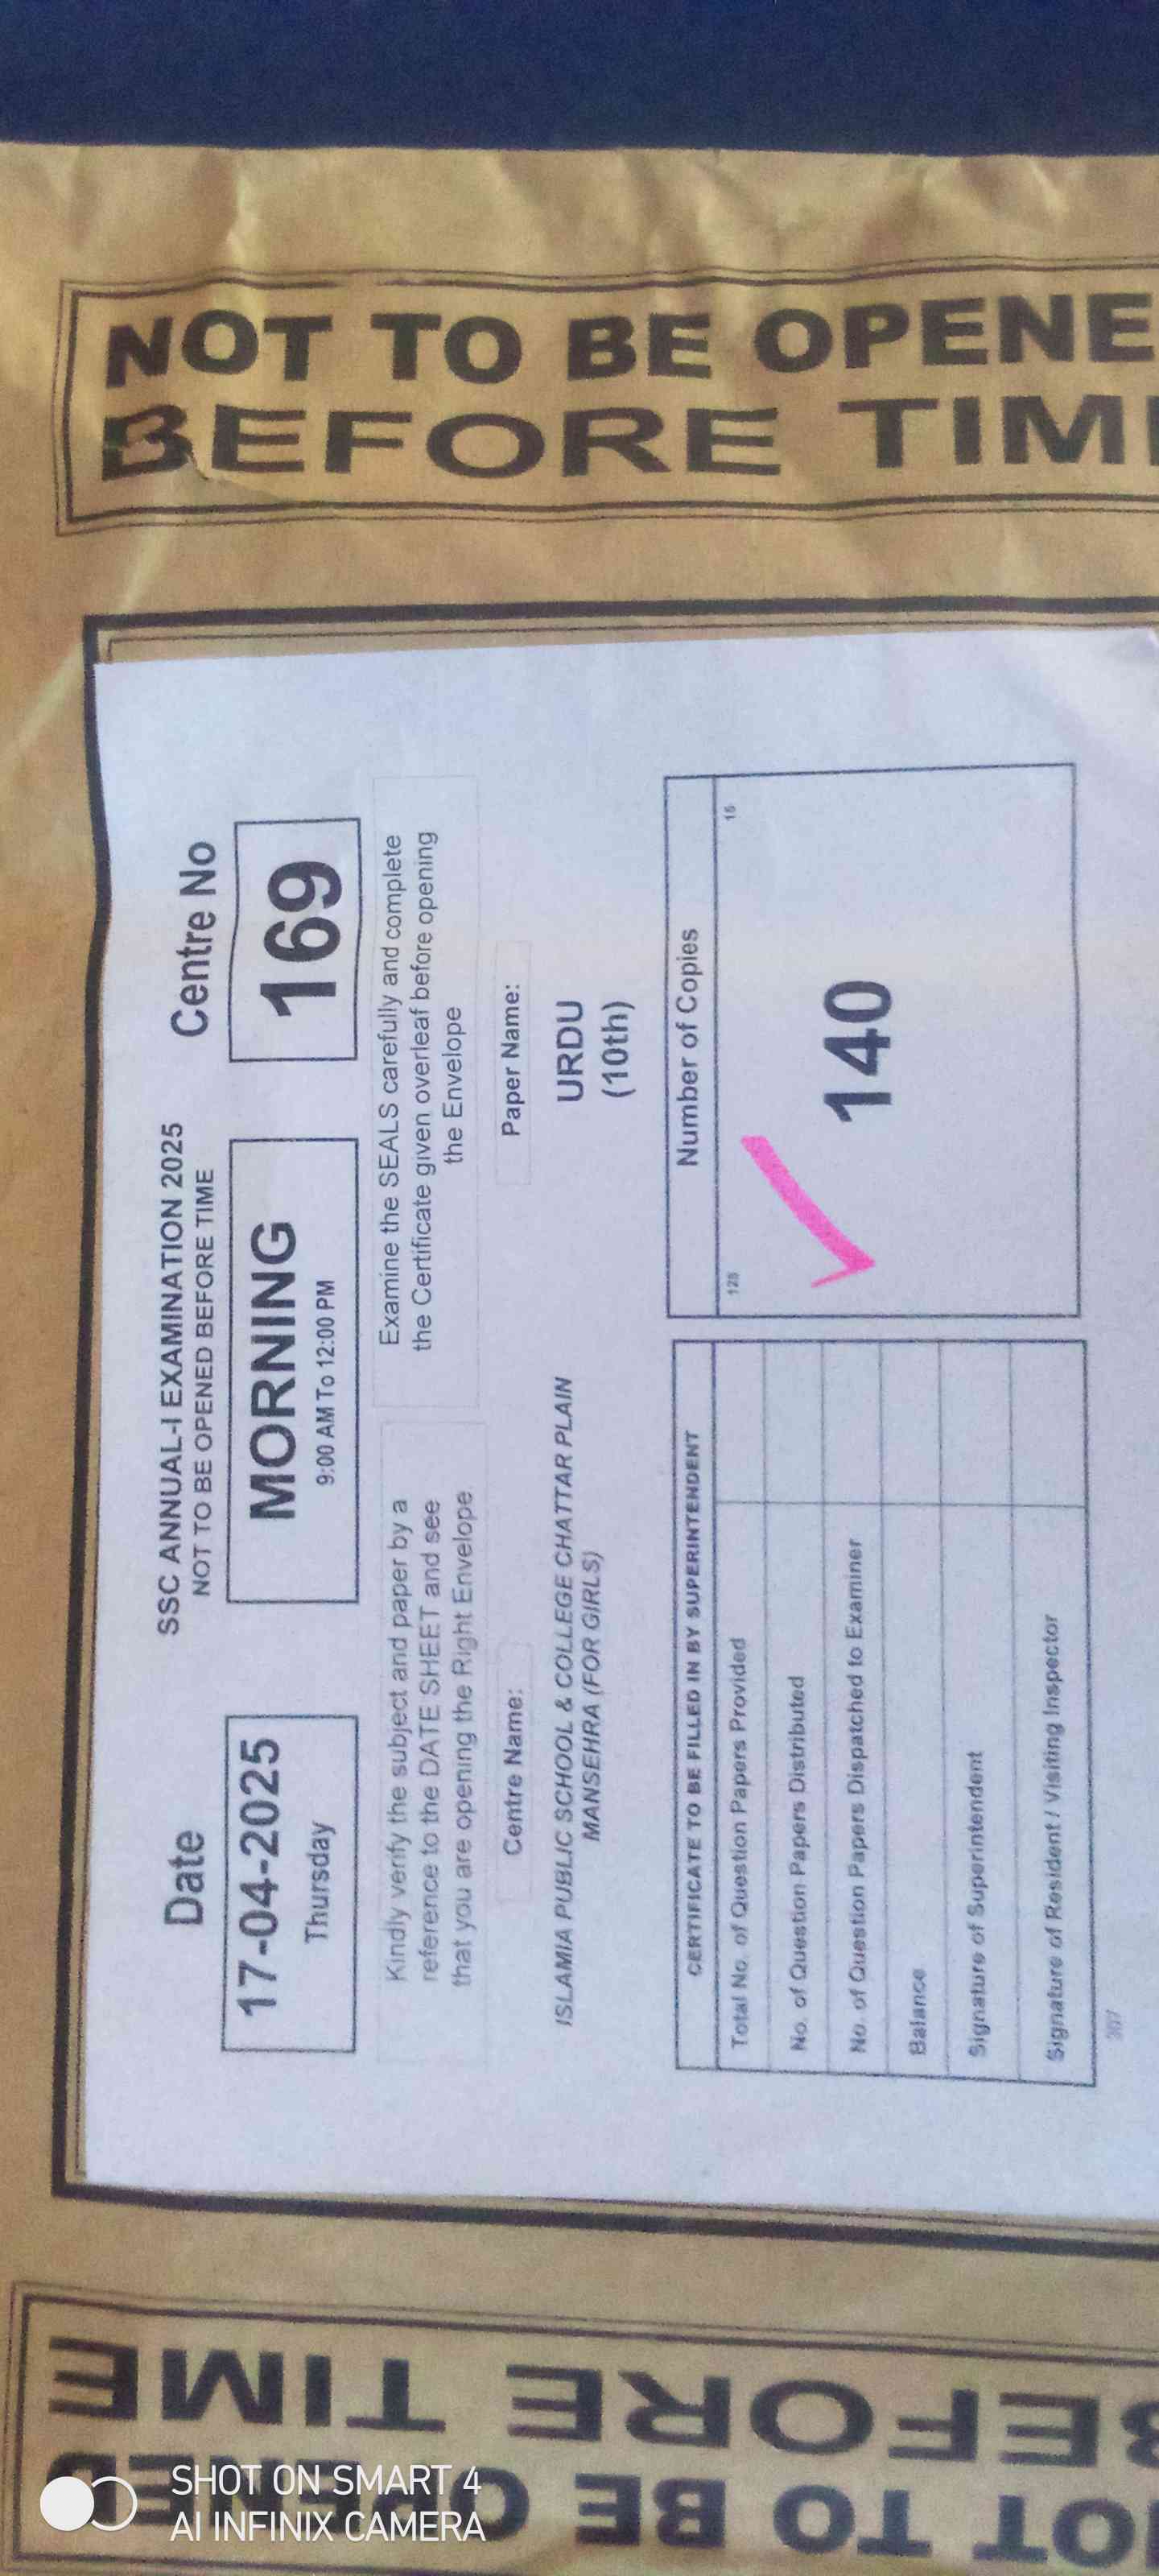 NOT TO BE OPENE
BEFORE TIM
SSC ANNUAL-I EXAMINATION 2025
NOT TO BE OPENED BEFORE TIME
Date
17-04-2025
Thursday
MORNING
9:00 AM To 12:00 PM
Centre No
169
Kindly verify the subject and paper by a
reference to the DATE SHEET and see
that you are opening the Right Envelope
Examine the SEALS carefully and complete
the Certificate given overleaf before opening
the Envelope
Centre Name:
ISLAMIA PUBLIC SCHOOL & COLLEGE CHATTAR PLAIN
MANSEHRA (FOR GIRLS)
Paper Name:
URDU
(10th)
CERTIFICATE TO BE FILLED IN BY SUPERINTENDENT
Total No. of Question Papers Provided
No. of Question Papers Distributed
No. of Question Papers Dispatched to Examiner
Balance
Signature of Superintendent
Signature of Resident / Visiting Inspector
Number of Copies
128 16
140
307
OT TO BE OPENED
BEFORE TIME
SHOT ON SMART 4
AI INFINIX CAMERA